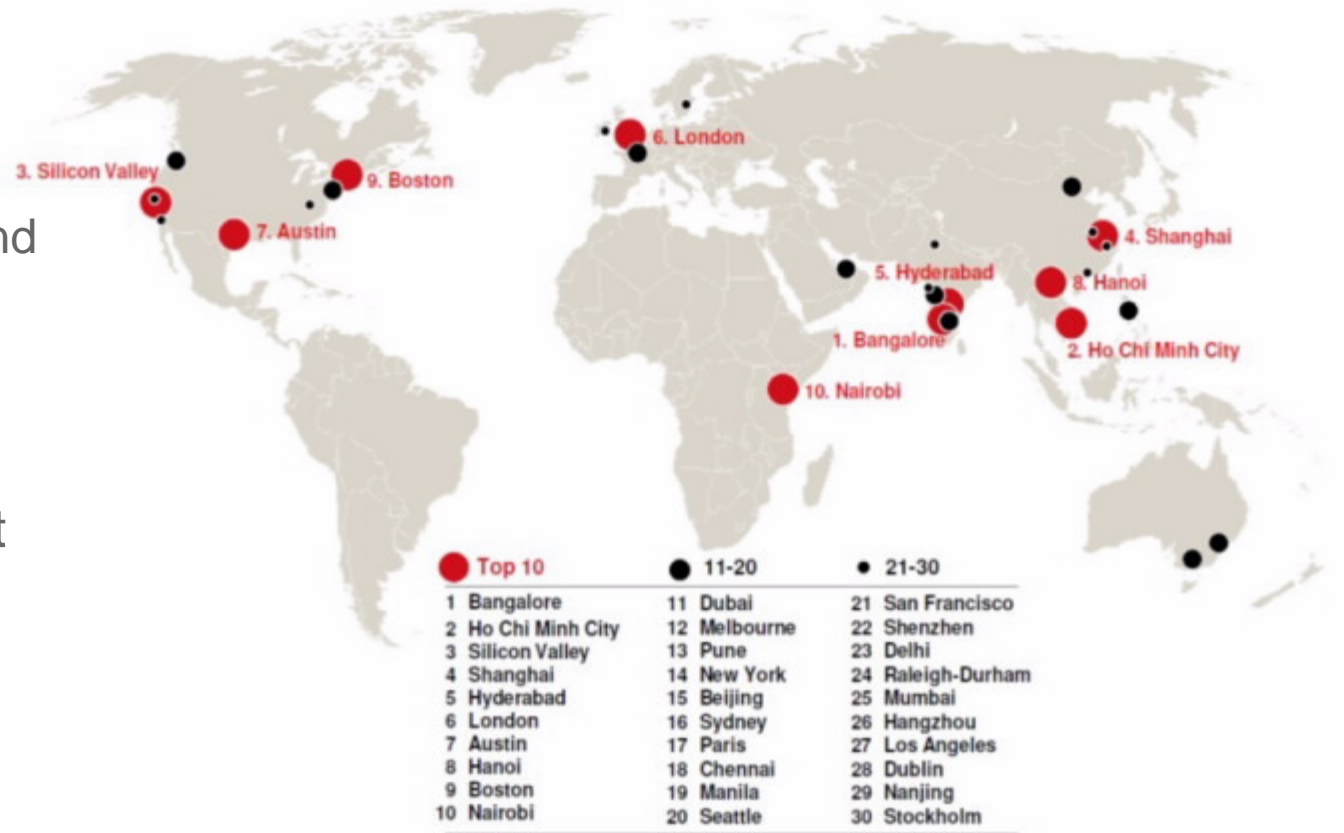 3. Silicon Valley
9. Boston
7. Austin
6. London
4. Shanghai
5. Hyderabad
8. Hanoi
1. Bangalore
2. Ho Chi Minh City
10. Nairobi
nd
t
Top 10
1 Bangalore
2 Ho Chi Minh City
3 Silicon Valley
4 Shanghai
5 Hyderabad
6 London
7 Austin
8 Hanoi
9 Boston
10 Nairobi
11-20
11 Dubai
12 Melbourne
13 Pune
14 New York
15 Beijing
16 Sydney
17 Paris
18 Chennai
19 Manila
20 Seattle
21-30
21 San Francisco
22 Shenzhen
23 Delhi
24 Raleigh-Durham
25 Mumbai
26 Hangzhou
27 Los Angeles
28 Dublin
29 Nanjing
30 Stockholm